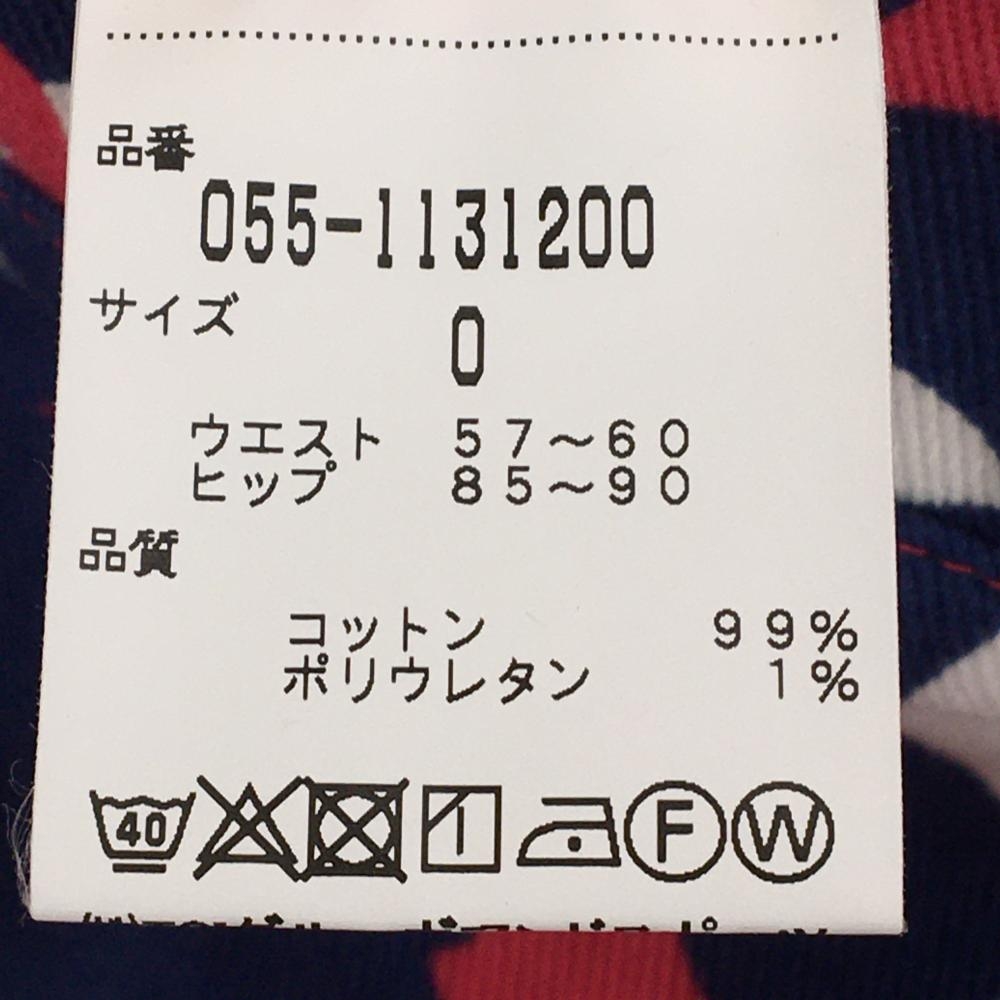 品番
055-1131200
サイズ
0
ウエスト 57～60
ヒップ 85～90
品質
コットン 99%
ポリウレタン 1%
40 F W